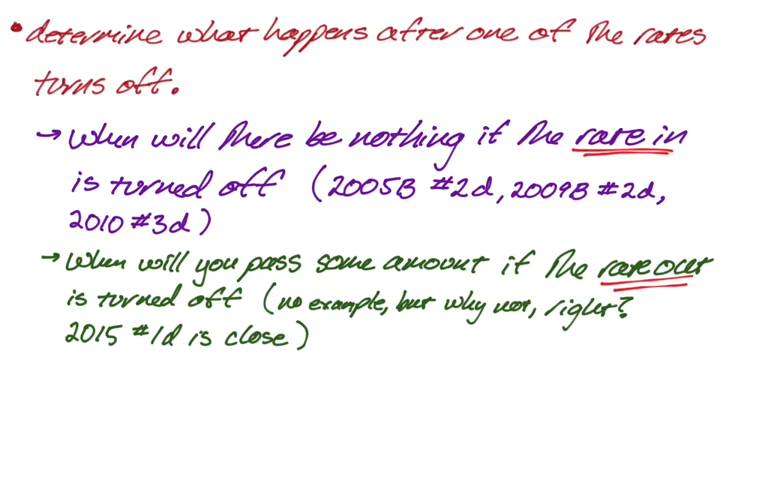 • determine what happens after one of the rates
turns off.
→ When will there be nothing if the rate in
is turned off (2005B #2d, 2009B #2d,
2010 #3d)
→ When will you pass some amount if the rate out
is turned off (no example, but why not, right?
2015 #1d is close)